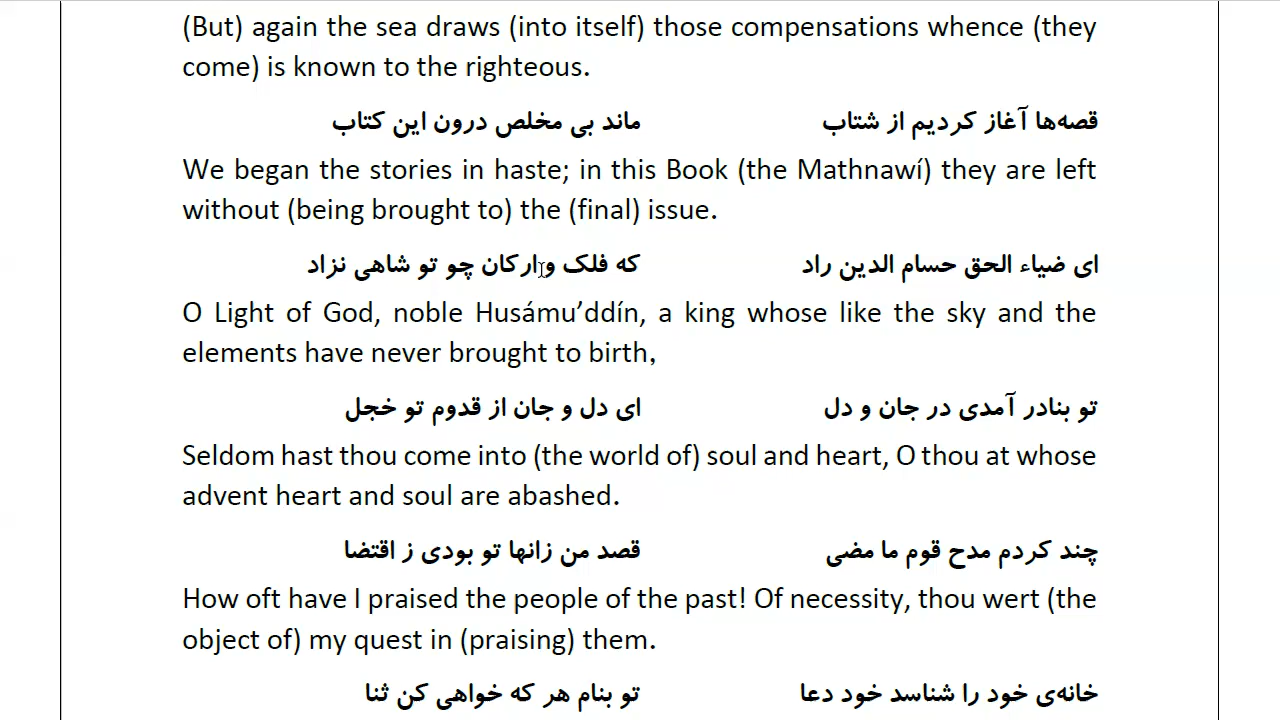 (But) again the sea draws (into itself) those compensations whence (they
come) is known to the righteous.
قصه‌ها آغاز کردیم از شتاب ماند بی مخلص درون این کتاب
We began the stories in haste; in this Book (the Mathnawí) they are left
without (being brought to) the (final) issue.
ای ضیاء الحق حسام الدین راد که فلک و ارکان چو تو شاهی نزاد
O Light of God, noble Husámu’ddín, a king whose like the sky and the
elements have never brought to birth,
تو بنادر آمدی در جان و دل ای دل و جان از قدوم تو خجل
Seldom hast thou come into (the world of) soul and heart, O thou at whose
advent heart and soul are abashed.
چند کردم مدح قوم ما مضی قصد من زانها تو بودی ز اقتضا
How oft have I praised the people of the past! Of necessity, thou wert (the
object of) my quest in (praising) them.
خانه‌ی خود را شناسد خود دعا تو بنام هر که خواهی کن ثنا